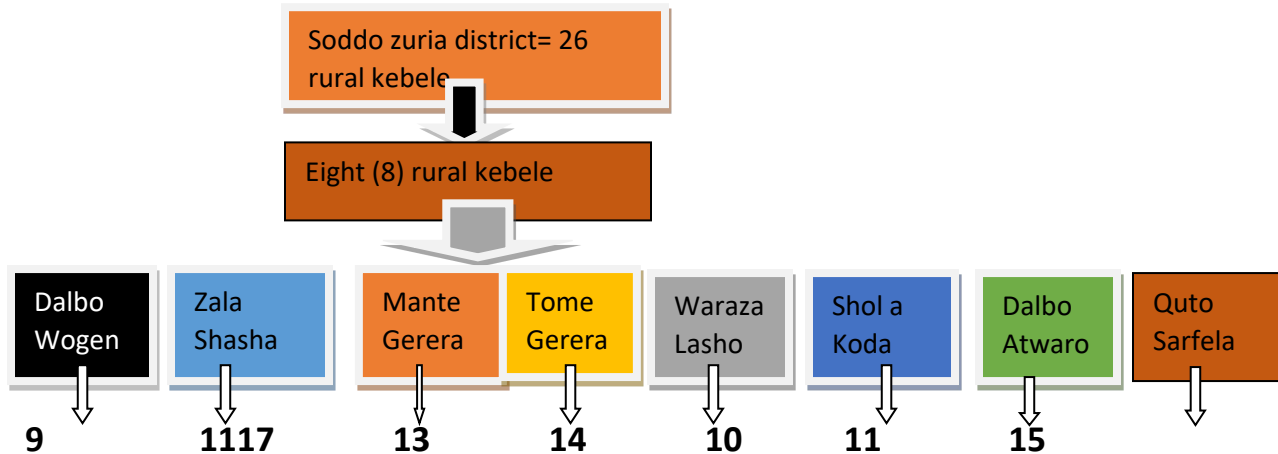 Soddo zuria district= 26
rural kebele
Eight (8) rural kebele
Dalbo
Wogen
Zala
Shasha
Mante
Gerera
Tome
Gerera
Waraza
Lasho
Shol a
Koda
Dalbo
Atwaro
Quto
Sarfela
9 1117 13 14 10 11 15